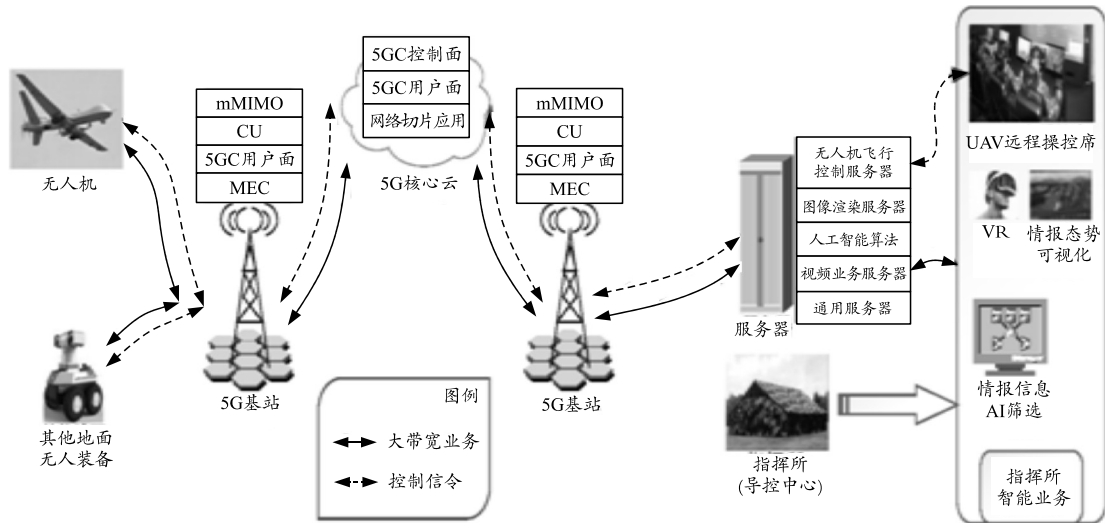 无人机
其他地面
无人装备
mMIMO
CU
5GC用户面
MEC
5G基站
5GC控制面
5GC用户面
网络切片应用
5G核心云
mMIMO
CU
5GC用户面
MEC
5G基站
图例
大带宽业务
控制信令
服务器
无人机飞行
控制服务器
图像渲染服务器
人工智能算法
视频业务服务器
通用服务器
指挥所
(导控中心)
UAV远程操控席
VR
情报态势
可视化
情报信息
AI筛选
指挥所
智能业务